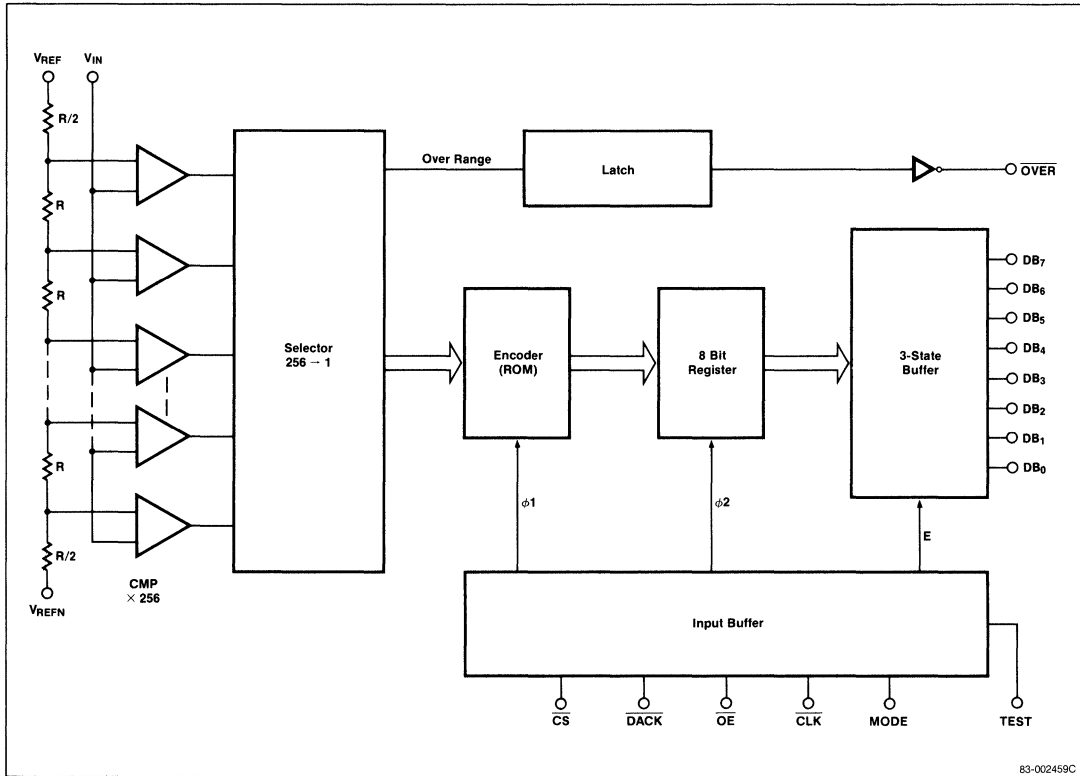 VREF VIN
R/2
R
R
R
R/2
VREFN
CMP
× 256
Selector
256 → 1
Over Range
Latch
OVER
Encoder
(ROM)
8 Bit
Register
3-State
Buffer
DB7
DB6
DB5
DB4
DB3
DB2
DB1
DB0
ϕ1
ϕ2
E
Input Buffer
CS DACK OE CLK MODE TEST
83-002459C